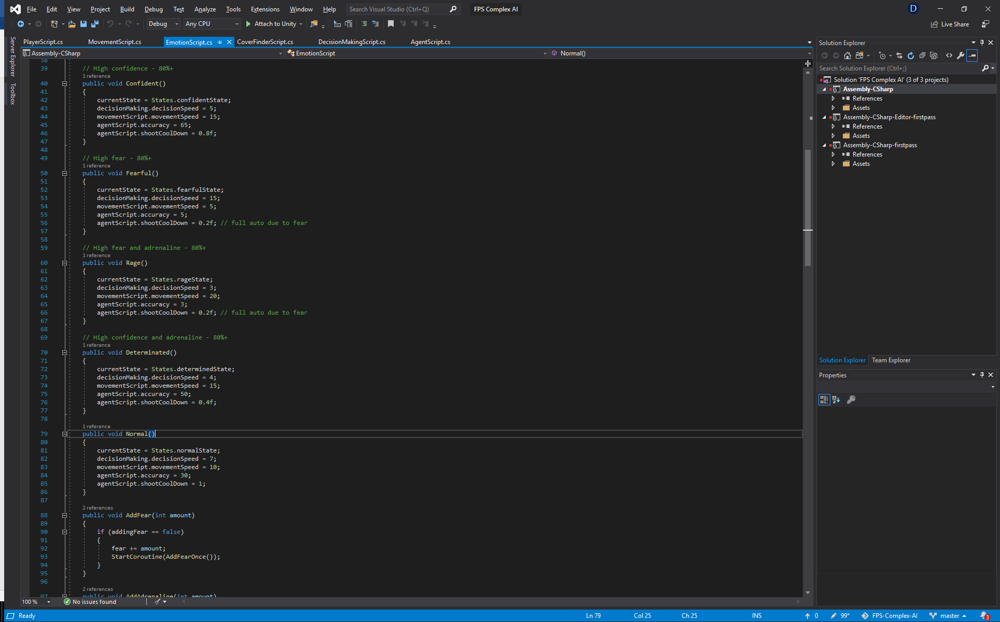 File Edit View Project Build Debug Test Analyze Tools Extensions Window Help Search Visual Studio (Ctrl+Q) FPS Complex AI D
Debug Any CPU Attach to Unity Live Share
PlayerScript.cs MovementScript.cs EmotionScript.cs CoverFinderScript.cs DecisionMakingScript.cs AgentScript.cs
Assembly-CSharp EmotionScript Normal()
Server Explorer
Toolbox
38
39 // High confidence - 80%+
1 reference
40 public void Confident()
41 {
42 currentState = States.confidentState;
43 decisionMaking.decisionSpeed = 5;
44 movementScript.movementSpeed = 15;
45 agentScript.accuracy = 65;
46 agentScript.shootCoolDown = 0.8f;
47 }
48
49 // High fear - 80%+
1 reference
50 public void Fearful()
51 {
52 currentState = States.fearfulState;
53 decisionMaking.decisionSpeed = 15;
54 movementScript.movementSpeed = 5;
55 agentScript.accuracy = 5;
56 agentScript.shootCoolDown = 0.2f; // full auto due to fear
57 }
58
59 // High fear and adrenaline - 80%+
1 reference
60 public void Rage()
61 {
62 currentState = States.rageState;
63 decisionMaking.decisionSpeed = 3;
64 movementScript.movementSpeed = 20;
65 agentScript.accuracy = 3;
66 agentScript.shootCoolDown = 0.2f; // full auto due to fear
67 }
68
69 // High confidence and adrenaline - 80%+
1 reference
70 public void Determinated()
71 {
72 currentState = States.determinedState;
73 decisionMaking.decisionSpeed = 4;
74 movementScript.movementSpeed = 15;
75 agentScript.accuracy = 50;
76 agentScript.shootCoolDown = 0.4f;
77 }
78
1 reference
79 public void Normal()
80 {
81 currentState = States.normalState;
82 decisionMaking.decisionSpeed = 7;
83 movementScript.movementSpeed = 10;
84 agentScript.accuracy = 30;
85 agentScript.shootCoolDown = 1;
86 }
87
2 references
88 public void AddFear(int amount)
89 {
90 if (addingFear == false)
91 {
92 fear += amount;
93 StartCoroutine(AddFearOnce());
94 }
95 }
96
2 references
97 public void AddAdrenaline(int amount)
100 % No issues found
Solution Explorer
Search Solution Explorer (Ctrl+;)
Solution 'FPS Complex AI' (3 of 3 projects)
Assembly-CSharp
References
Assets
Assembly-CSharp-Editor-firstpass
References
Assets
Assembly-CSharp-firstpass
References
Assets
Solution Explorer Team Explorer
Properties
Ready Ln 79 Col 25 Ch 25 INS 0 99* FPS-Complex-AI master 3